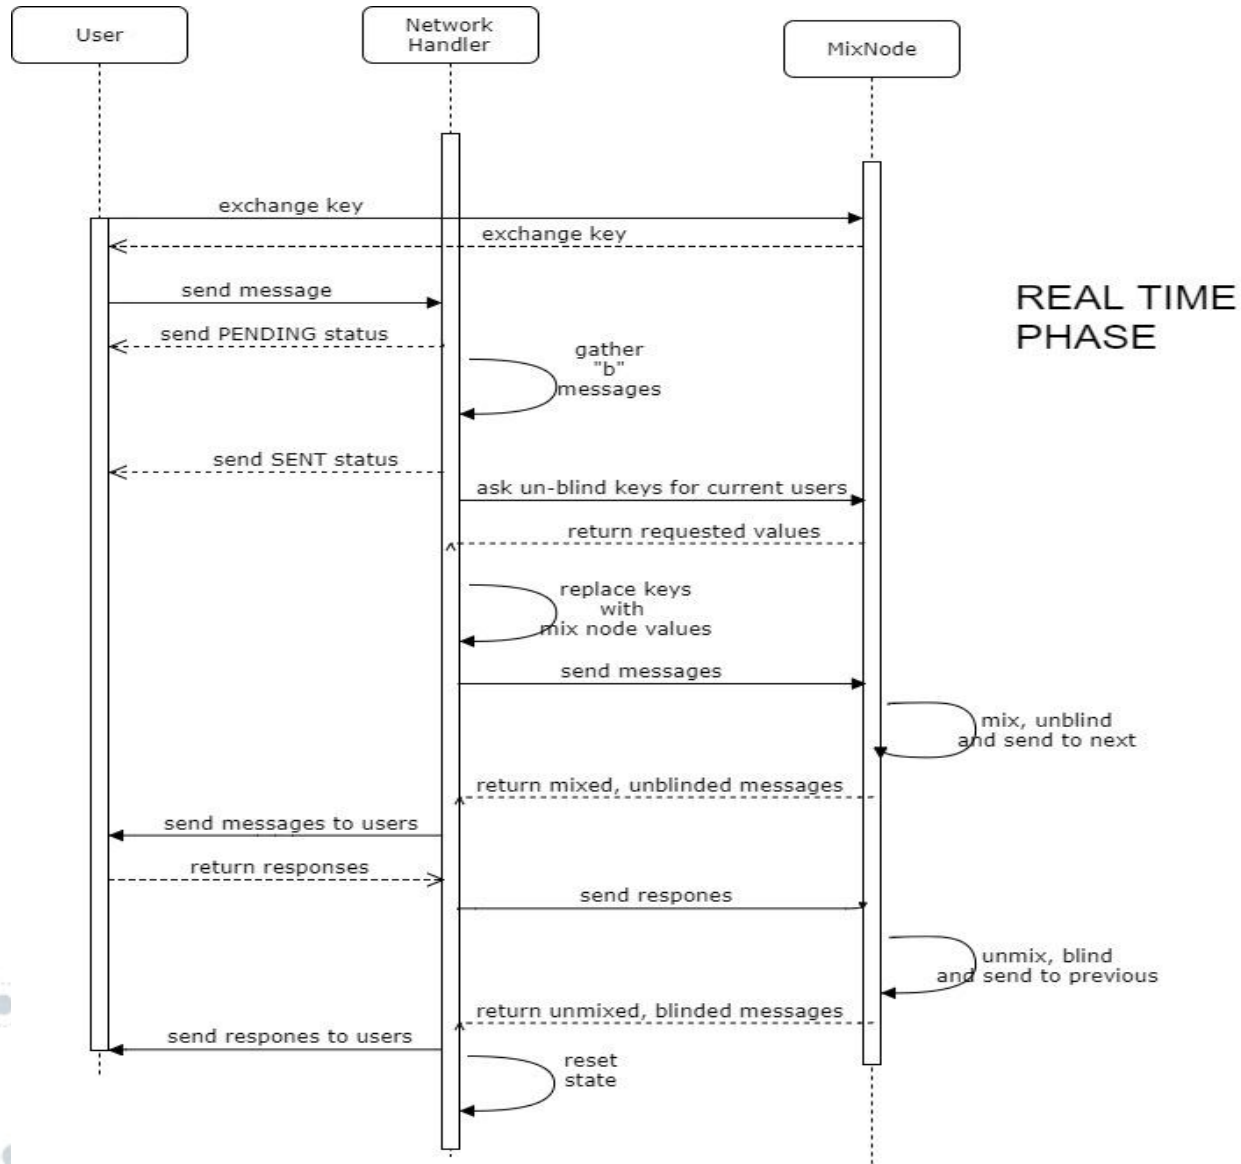 User
Network
Handler
MixNode
exchange key
exchange key
send message
REAL TIME
PHASE
send PENDING status
gather
"b"
messages
send SENT status
ask un-blind keys for current users
return requested values
replace keys
with
mix node values
send messages
mix, unblind
and send to next
return mixed, unblinded messages
send messages to users
return responses
send respones
unmix, blind
and send to previous
return unmixed, blinded messages
send respones to users
reset
state